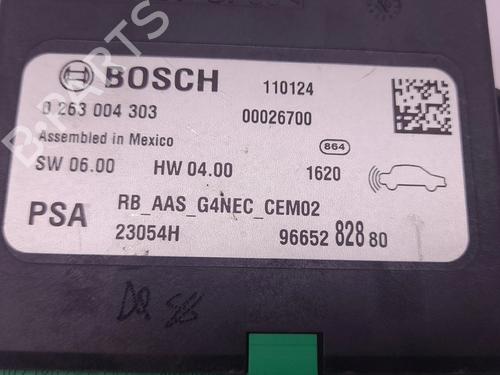 BOSCH 110124
0 263 004 303 00026700
Assembled in Mexico 864
SW 06.00 HW 04.00 1620
PSA RB_AAS_G4NEC_CEM02
23054H 96652 828 80